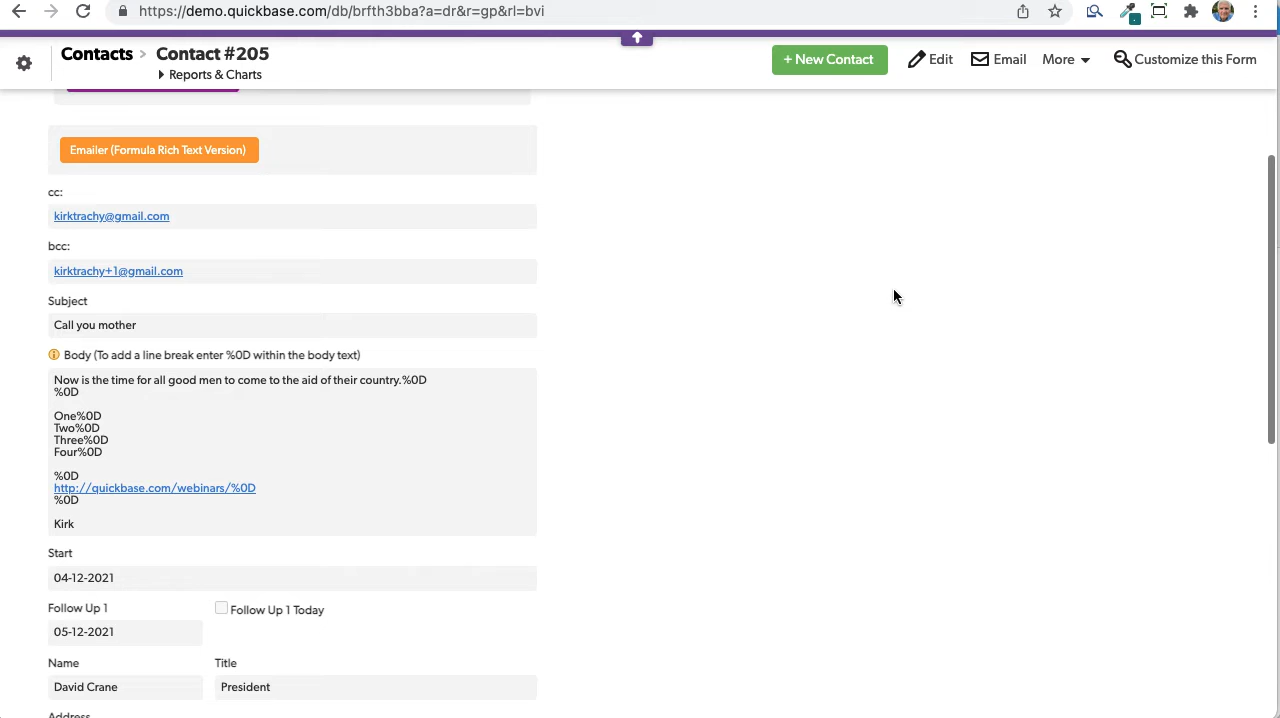 https://demo.quickbase.com/db/brfth3bba?a=dr&r=gp&rl=bvi
Contacts > Contact #205
Reports & Charts
+ New Contact
Edit
Email
More
Customize this Form
Emailer (Formula Rich Text Version)
cc:
kirktrachy@gmail.com
bcc:
kirktrachy+1@gmail.com
Subject
Call you mother
Body (To add a line break enter %0D within the body text)
Now is the time for all good men to come to the aid of their country.%0D
%0D
One%0D
Two%0D
Three%0D
Four%0D
%0D
http://quickbase.com/webinars/%0D
%0D
Kirk
Start
04-12-2021
Follow Up 1
Follow Up 1 Today
05-12-2021
Name Title
David Crane President
Address